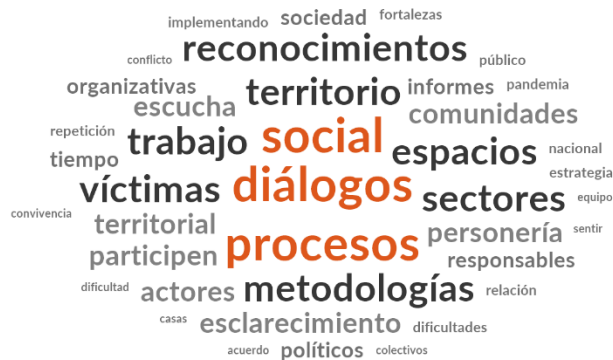 implementando sociedad fortalezas
reconocimientos
conflicto público
organizativas territorio informes pandemia
escucha comunidades
repetición trabajo social espacios nacional
tiempo estrategia
víctimas diálogos sectores equipo
convivencia
territorial procesos personería sentir
participen responsables
dificultad actores metodologías relación
casas esclarecimiento dificultades
acuerdo políticos colectivos